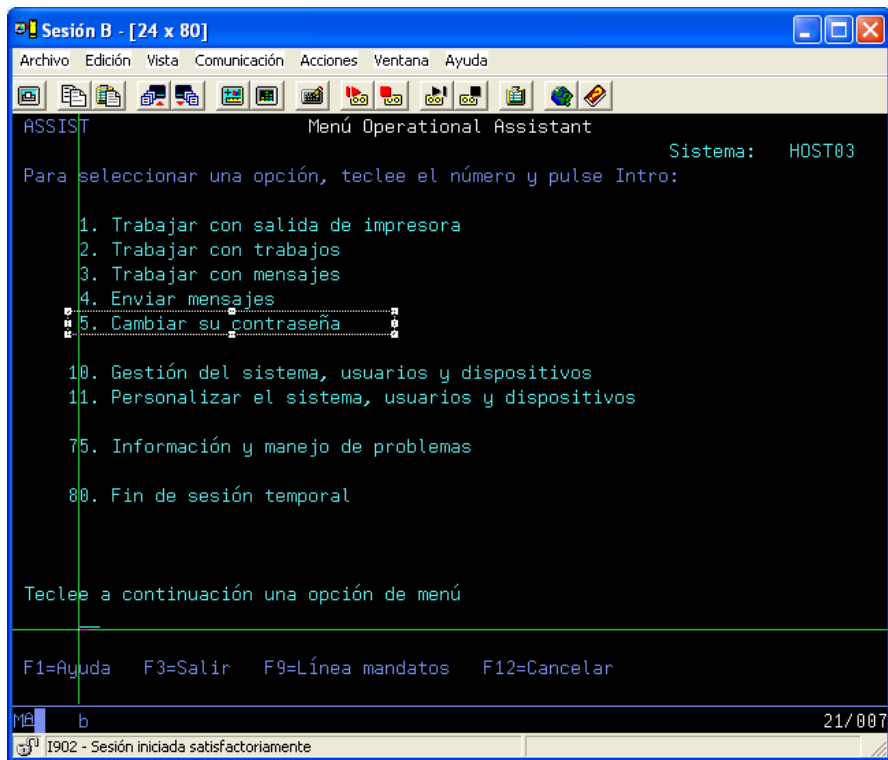 Sesión B - [24 x 80]
Archivo Edición Vista Comunicación Acciones Ventana Ayuda
ASSIST Menú Operational Assistant
Sistema: HOST03
Para seleccionar una opción, teclee el número y pulse Intro:
1. Trabajar con salida de impresora
2. Trabajar con trabajos
3. Trabajar con mensajes
4. Enviar mensajes
5. Cambiar su contraseña
10. Gestión del sistema, usuarios y dispositivos
11. Personalizar el sistema, usuarios y dispositivos
75. Información y manejo de problemas
80. Fin de sesión temporal
Teclee a continuación una opción de menú
F1=Ayuda F3=Salir F9=Línea mandatos F12=Cancelar
MA b 21/007
I902 - Sesión iniciada satisfactoriamente